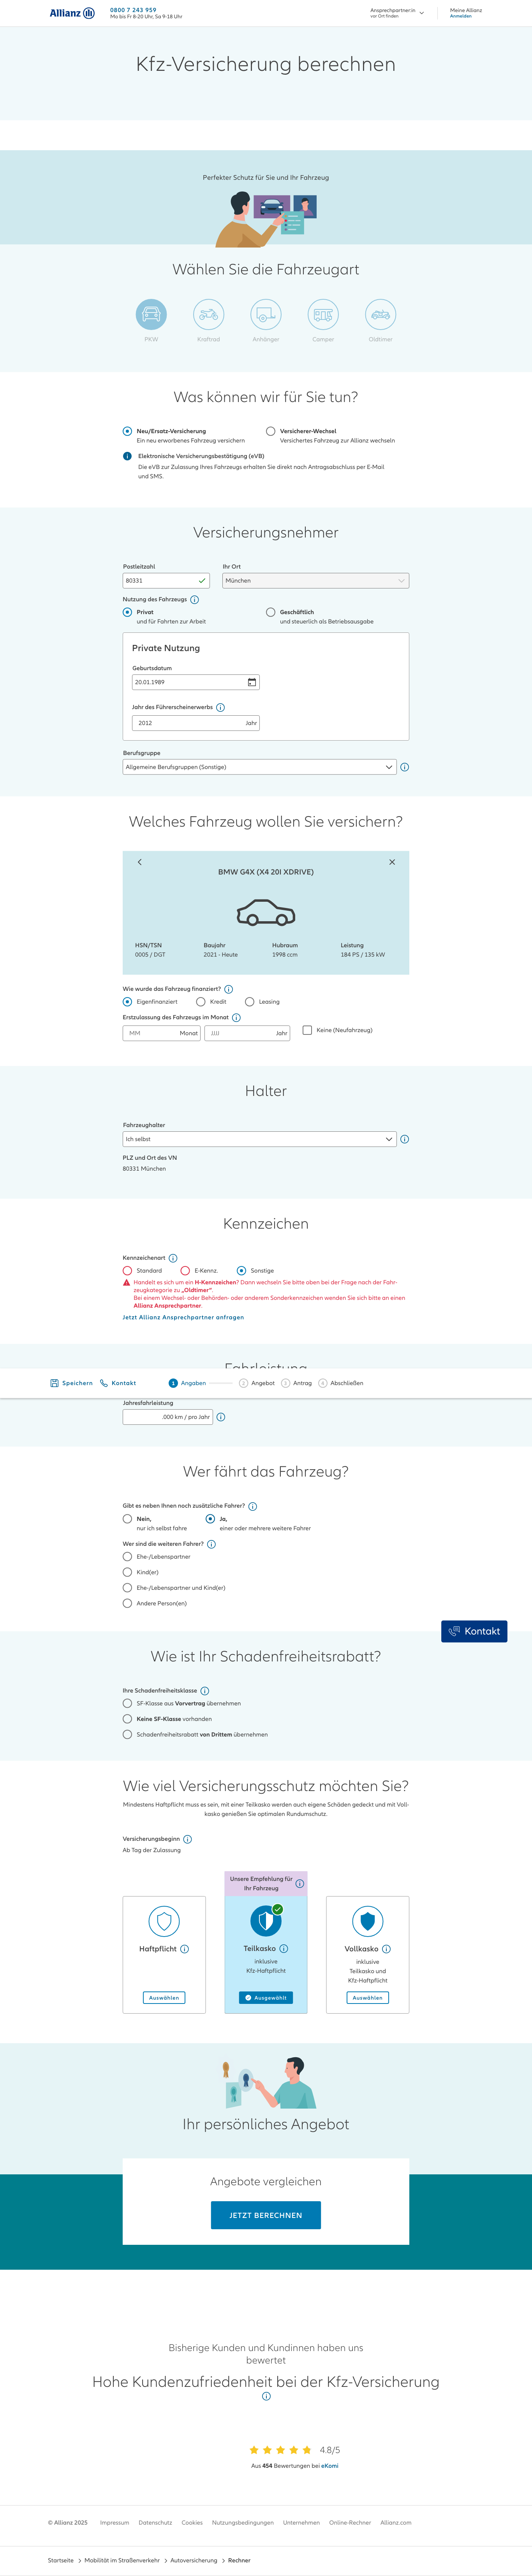 Allianz
0800 7 243 959
Mo bis Fr 8-20 Uhr, Sa 9-18 Uhr
Ansprechpartner:in
vor Ort finden
Meine Allianz
Anmelden
Kfz-Versicherung berechnen
Perfekter Schutz für Sie und Ihr Fahrzeug
Wählen Sie die Fahrzeugart
PKW Kraftrad Anhänger Camper Oldtimer
Was können wir für Sie tun?
Neu/Ersatz-Versicherung
Ein neu erworbenes Fahrzeug versichern
Versicherer-Wechsel
Versichertes Fahrzeug zur Allianz wechseln
Elektronische Versicherungsbestätigung (eVB)
Die eVB zur Zulassung Ihres Fahrzeugs erhalten Sie direkt nach Antragsabschluss per E-Mail
und SMS.
Versicherungsnehmer
Postleitzahl
80331
Ihr Ort
München
Nutzung des Fahrzeugs
Privat
und für Fahrten zur Arbeit
Geschäftlich
und steuerlich als Betriebsausgabe
Private Nutzung
Geburtsdatum
20.01.1989
Jahr des Führerscheinerwerbs
2012 Jahr
Berufsgruppe
Allgemeine Berufsgruppen (Sonstige)
Welches Fahrzeug wollen Sie versichern?
BMW G4X (X4 20I XDRIVE)
HSN/TSN Baujahr Hubraum Leistung
0005 / DGT 2021 - Heute 1998 ccm 184 PS / 135 kW
Wie wurde das Fahrzeug finanziert?
Eigenfinanziert Kredit Leasing
Erstzulassung des Fahrzeugs im Monat
MM Monat JJJJ Jahr Keine (Neufahrzeug)
Halter
Fahrzeughalter
Ich selbst
PLZ und Ort des VN
80331 München
Kennzeichen
Kennzeichenart
Standard E-Kennz. Sonstige
Handelt es sich um ein H-Kennzeichen? Dann wechseln Sie bitte oben bei der Frage nach der Fahr-
zeugkategorie zu „Oldtimer“.
Bei einem Wechsel- oder Behörden- oder anderem Sonderkennzeichen wenden Sie sich bitte an einen
Allianz Ansprechpartner.
Jetzt Allianz Ansprechpartner anfragen
Fahrleistung
Speichern Kontakt 1 Angaben 2 Angebot 3 Antrag 4 Abschließen
Jahresfahrleistung
.000 km / pro Jahr
Wer fährt das Fahrzeug?
Gibt es neben Ihnen noch zusätzliche Fahrer?
Nein,
nur ich selbst fahre
Ja,
einer oder mehrere weitere Fahrer
Wer sind die weiteren Fahrer?
Ehe-/Lebenspartner
Kind(er)
Ehe-/Lebenspartner und Kind(er)
Andere Person(en)
Kontakt
Wie ist Ihr Schadenfreiheitsrabatt?
Ihre Schadenfreiheitsklasse
SF-Klasse aus Vorvertrag übernehmen
Keine SF-Klasse vorhanden
Schadenfreiheitsrabatt von Dritten übernehmen
Wie viel Versicherungsschutz möchten Sie?
Mindestens Haftpflicht muss es sein, mit einer Teilkasko werden auch eigene Schäden gedeckt und mit Voll-
kasko genießen Sie optimalen Rundumschutz.
Versicherungsbeginn
Ab Tag der Zulassung
Unsere Empfehlung für
Ihr Fahrzeug
Haftpflicht
Auswählen
Teilkasko
inklusive
Kfz-Haftpflicht
Ausgewählt
Vollkasko
inklusive
Teilkasko und
Kfz-Haftpflicht
Auswählen
Ihr persönliches Angebot
Angebote vergleichen
JETZT BERECHNEN
Bisherige Kunden und Kundinnen haben uns
bewertet
Hohe Kundenzufriedenheit bei der Kfz-Versicherung
4.8/5
Aus 454 Bewertungen bei eKomi
© Allianz 2025 Impressum Datenschutz Cookies Nutzungsbedingungen Unternehmen Online-Rechner Allianz.com
Startseite Mobilität im Straßenverkehr Autoversicherung Rechner